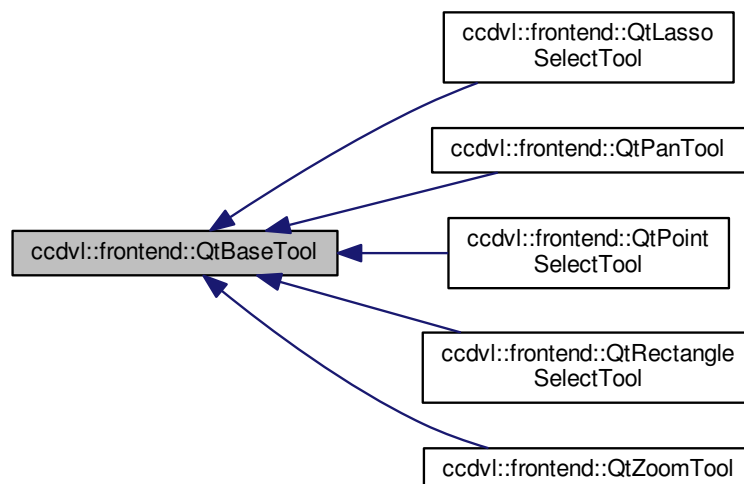 ccdvl::frontend::QtLasso
SelectTool
ccdvl::frontend::QtPanTool
ccdvl::frontend::QtBaseTool
ccdvl::frontend::QtPoint
SelectTool
ccdvl::frontend::QtRectangle
SelectTool
ccdvl::frontend::QtZoomTool